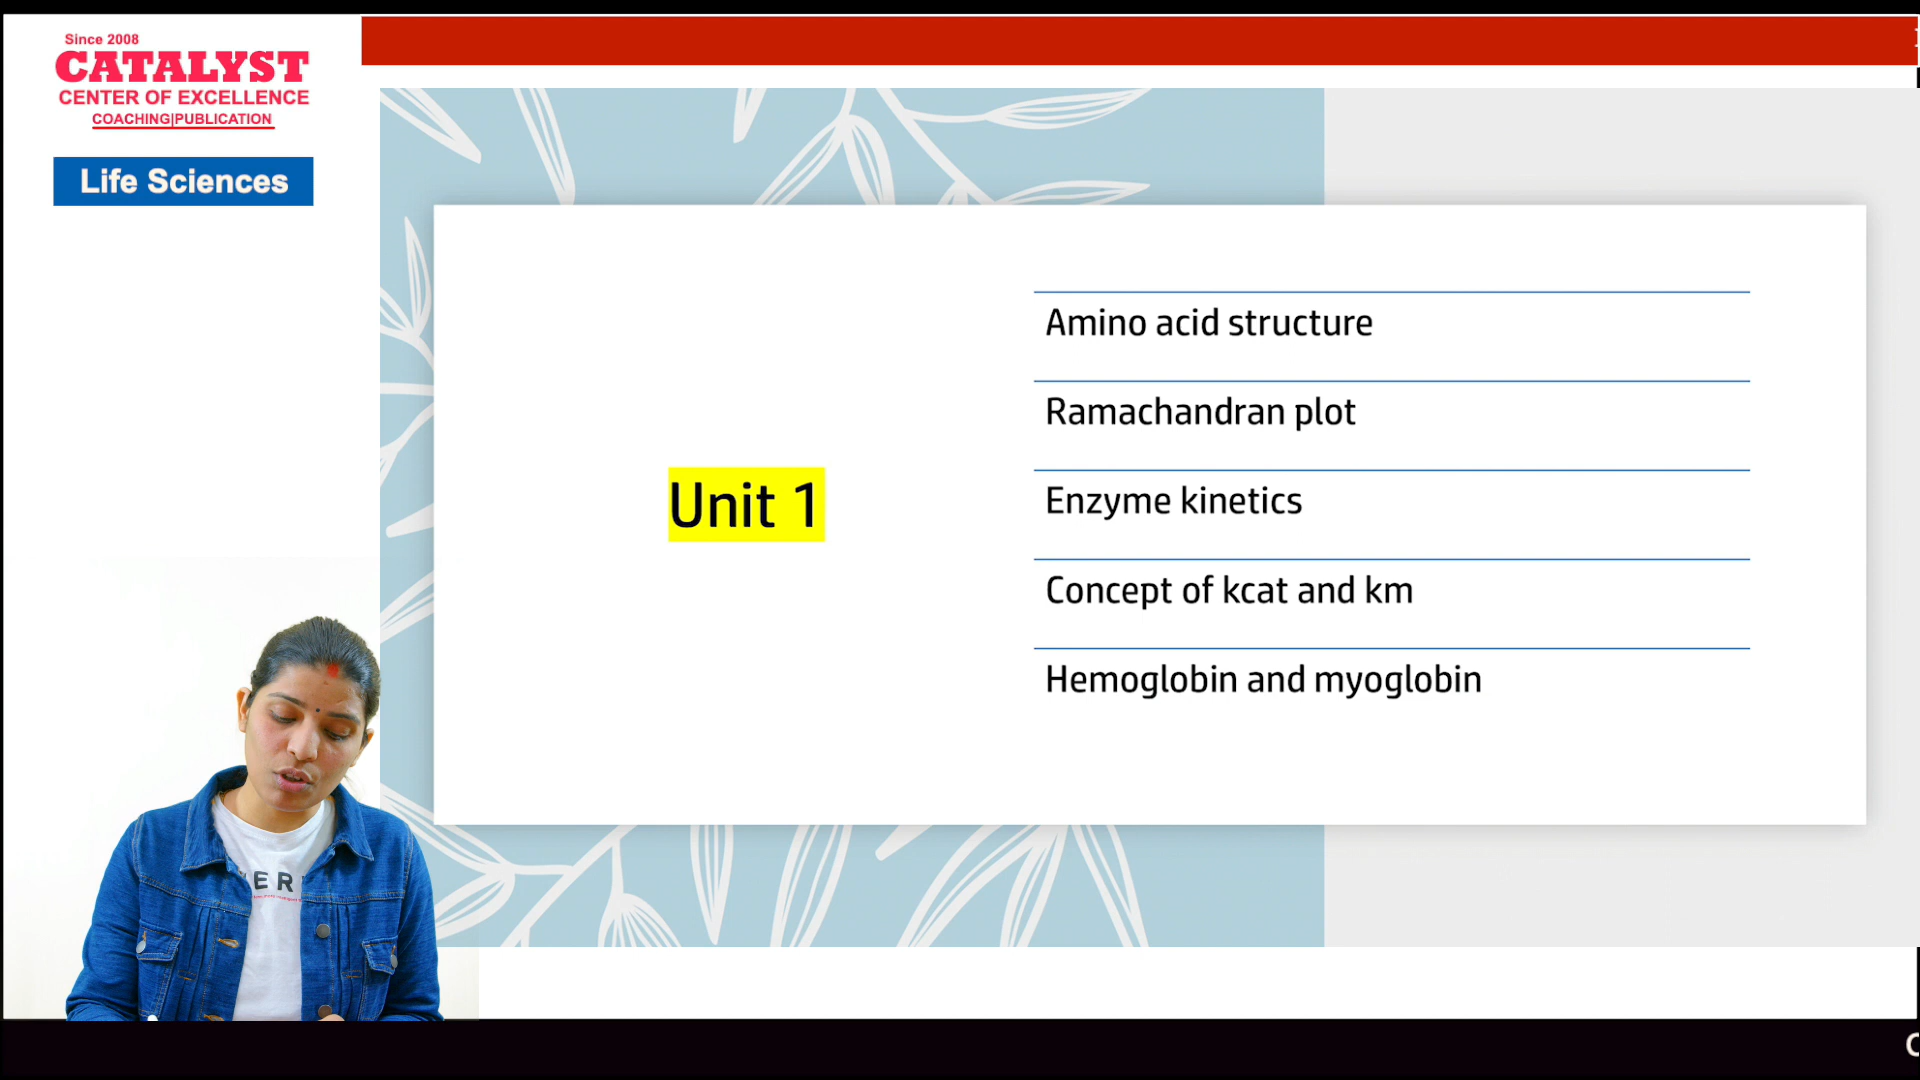 Since 2008
CATALYST
CENTER OF EXCELLENCE
COACHING|PUBLICATION
Life Sciences
Unit 1
Amino acid structure
Ramachandran plot
Enzyme kinetics
Concept of kcat and km
Hemoglobin and myoglobin